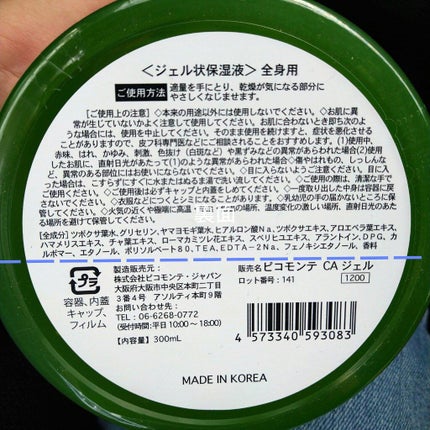 ＜ジェル状保湿液＞ 全身用
ご使用方法 適量を手にとり、乾燥が気になる部分に
やさしくなじませます。
[ご使用上の注意] ◇本来の用途以外には使用しないでください。 ◇お肌に異
常が生じていないかよく注意して使用してください。お肌に合わないとき即ち次のよ
うな場合には、使用を中止してください。そのまま使用を続けますと、症状を悪化させる
ことがありますので、皮フ科専門医などにご相談されることをおすすめします。(1)使用中、
赤味、はれ、かゆみ、刺激、色抜け (白斑など) や黒ずみなどの異常があらわれた場合(2)使用
したお肌に、直射日光があたって(1)のような異常があらわれた場合◇傷やはれもの、しっしんな
ど、異常のある部位にはお使いにならないでください。◇目に入らないようご注意ください。目に入
った場合は、こすらずにすぐに水またはぬるま湯で洗い流してください。◇ご使用の際は、清潔な手でご
使用ください。◇ご使用後は必ずキャップと内蓋をしめてください。◇一度取り出した中身は容器に戻
さないでください。◇衣服などにつくとシミになることがあります。◇乳幼児の手の届かないところに保
管してください。◇火気の近くや極端に高温
の場所、温度変化の激しい場所、直射日光のあた
る場所を避けて保管してください。
裏面
[全成分] ツボクサ葉水、グリセリン、ヤマヨモギ葉水、ヒアルロン酸Na、ツボクサエキス、アロエベラ葉エキス、
ハマメリスエキス、チャ葉エキス、ローマカミツレ花エキス、スベリヒユエキス、アラントイン、DPG、カ
ルボマー、エタノール、ポリソルベート80、TEA、EDTA-2Na、フェノキシエタノール、香料
プラ
容器、内蓋
キャップ、
フィルム
製造販売元:
株式会社ピコモンテ・ジャパン
大阪府大阪市中央区本町二丁目
3番4号 アソルティ本町9階
お問い合わせ先:
TEL 06-6268-0772
(受付時間:平日 10:00～18:00)
【内容量】 300mL
販売名 ピコモンテ CA ジェル
ロット番号: 141
1200
4 573340 593083
MADE IN KOREA